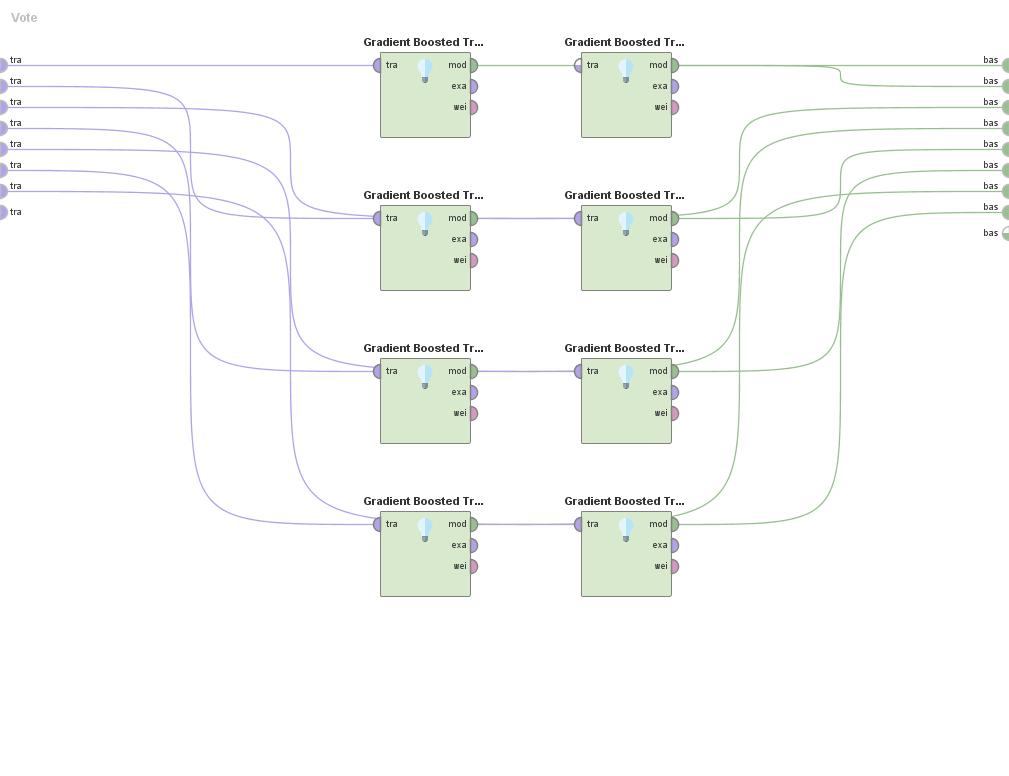 Vote
Gradient Boosted Tr... Gradient Boosted Tr...
tra tra mod tra mod bas
tra exa exa bas
tra wei wei bas
tra bas
tra bas
tra bas
Gradient Boosted Tr... Gradient Boosted Tr...
tra bas
tra tra mod tra mod bas
bas
exa exa
wei wei
Gradient Boosted Tr... Gradient Boosted Tr...
tra mod tra mod
exa exa
wei wei
Gradient Boosted Tr... Gradient Boosted Tr...
tra mod tra mod
exa exa
wei wei